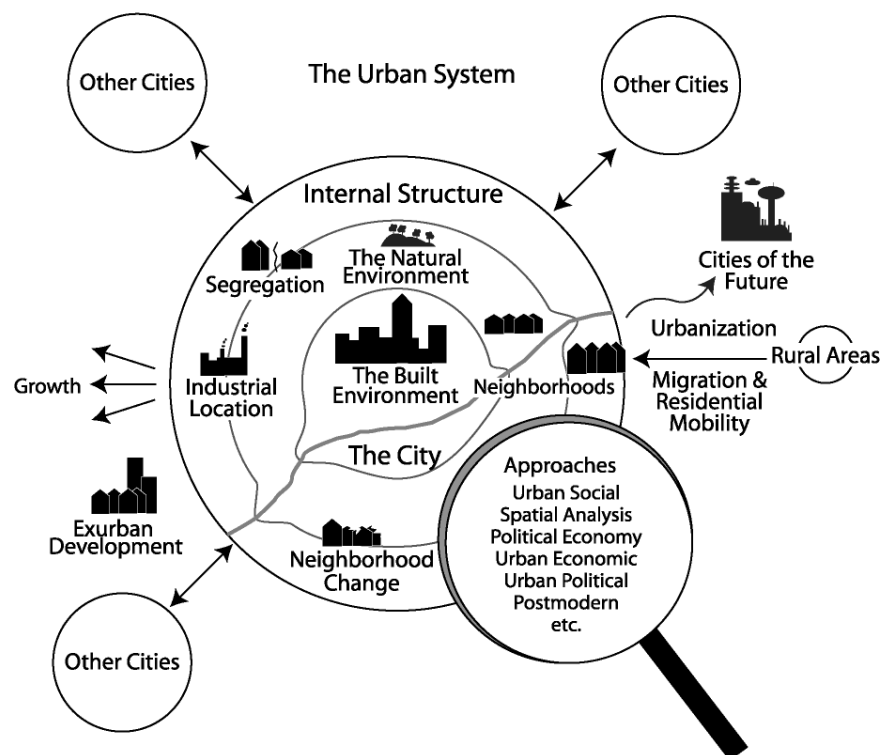 Other Cities
The Urban System
Other Cities
Internal Structure
Segregation
The Natural
Environment
Cities of the
Future
Urbanization
Rural Areas
Migration &
Residential
Mobility
Growth
Industrial
Location
The Built
Environment
Neighborhoods
The City
Exurban
Development
Neighborhood
Change
Approaches
Urban Social
Spatial Analysis
Political Economy
Urban Economic
Urban Political
Postmodern
etc.
Other Cities